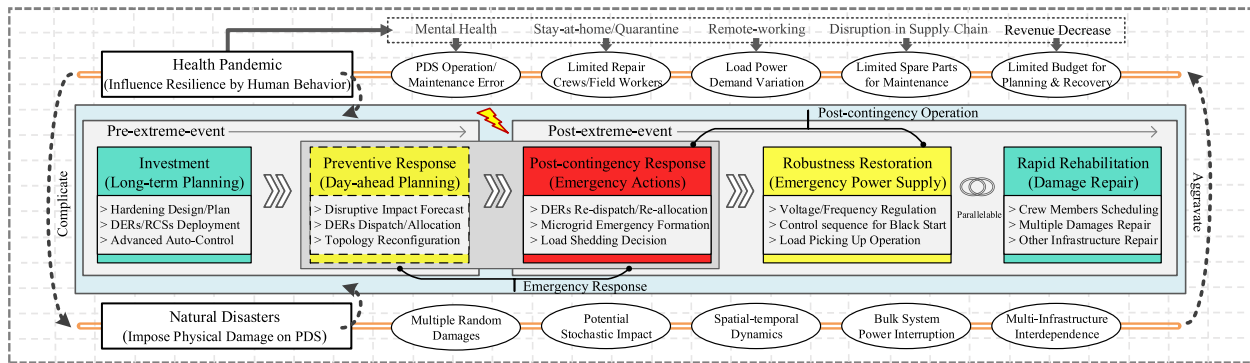 Mental Health
Stay-at-home/Quarantine
Remote-working
Disruption in Supply Chain
Revenue Decrease
Health Pandemic
(Influence Resilience by Human Behavior)
PDS Operation/
Maintenance Error
Limited Repair
Crews/Field Workers
Load Power
Demand Variation
Limited Spare Parts
for Maintenance
Limited Budget for
Planning & Recovery
Complicate
Aggravate
Post-contingency Operation
Pre-extreme-event
Post-extreme-event
Investment
(Long-term Planning)
> Hardening Design/Plan
> DERs/RCSs Deployment
> Advanced Auto-Control
Preventive Response
(Day-ahead Planning)
> Disruptive Impact Forecast
> DERs Dispatch/Allocation
> Topology Reconfiguration
Post-contingency Response
(Emergency Actions)
> DERs Re-dispatch/Re-allocation
> Microgrid Emergency Formation
> Load Shedding Decision
Robustness Restoration
(Emergency Power Supply)
> Voltage/Frequency Regulation
> Control sequence for Black Start
> Load Picking Up Operation
Parallelable
Rapid Rehabilitation
(Damage Repair)
> Crew Members Scheduling
> Multiple Damages Repair
> Other Infrastructure Repair
Emergency Response
Natural Disasters
(Impose Physical Damage on PDS)
Multiple Random
Damages
Potential
Stochastic Impact
Spatial-temporal
Dynamics
Bulk System
Power Interruption
Multi-Infrastructure
Interdependence